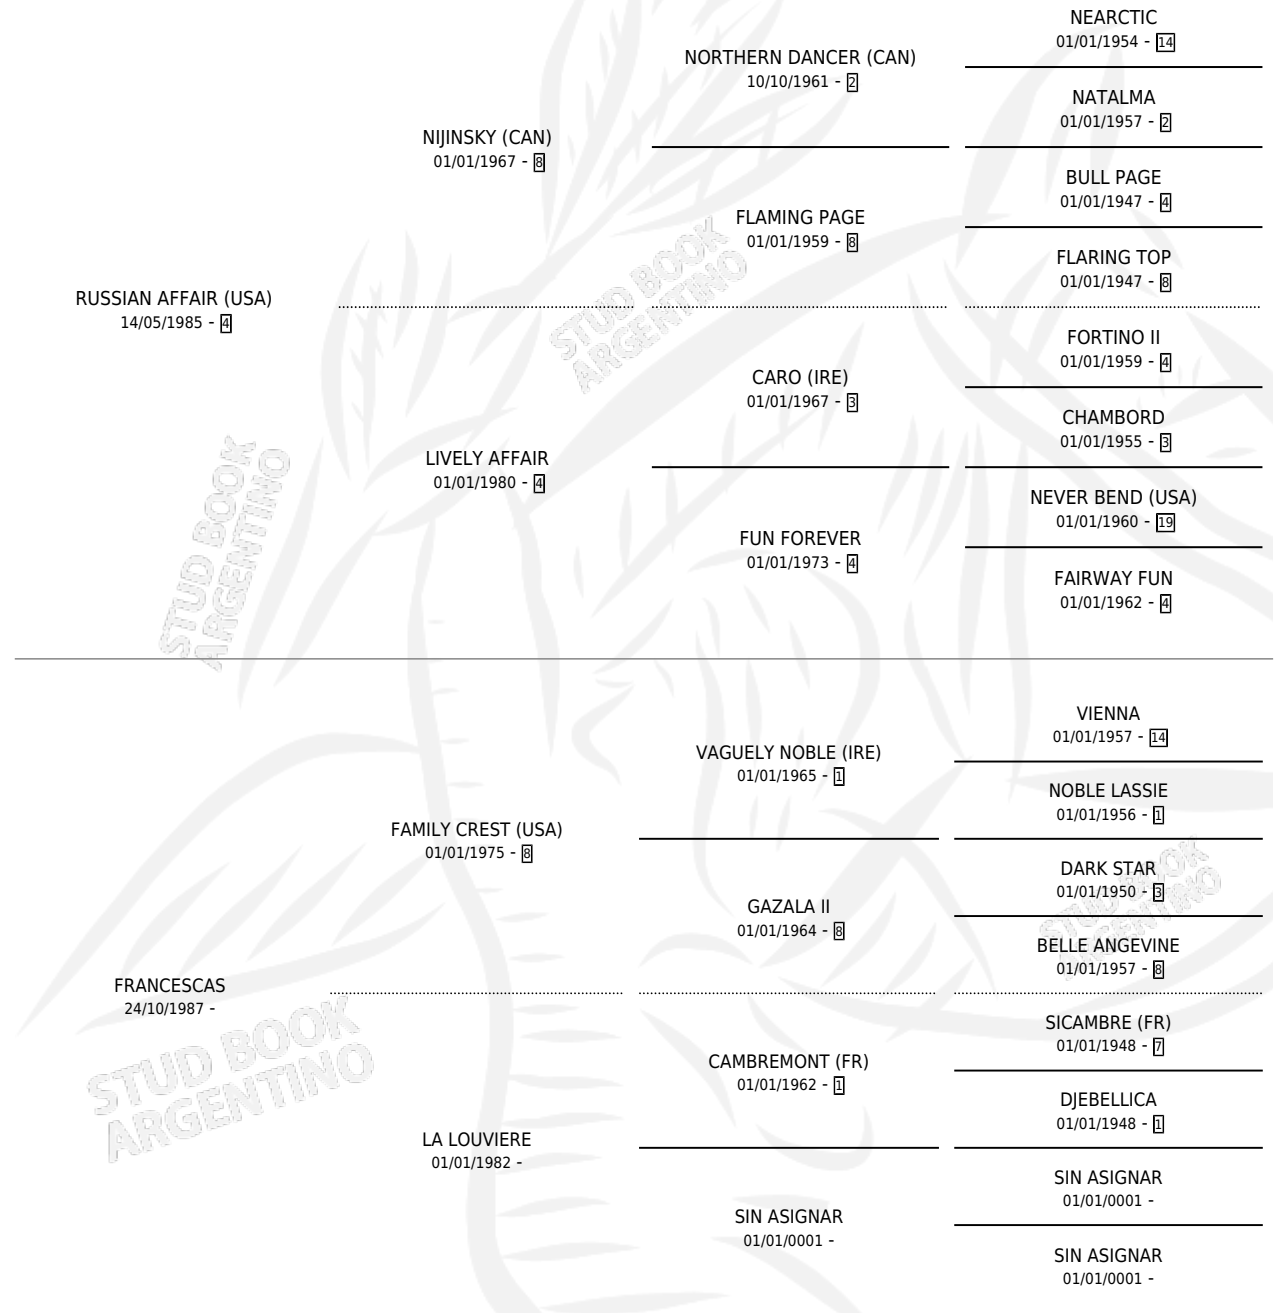 NEARCTIC
01/01/1954 - 14
NORTHERN DANCER (CAN)
10/10/1961 - 2
NATALMA
01/01/1957 - 2
NIJINSKY (CAN)
01/01/1967 - 8
BULL PAGE
01/01/1947 - 4
FLAMING PAGE
01/01/1959 - 8
FLARING TOP
01/01/1947 - 8
RUSSIAN AFFAIR (USA)
14/05/1985 - 4
STUD BOOK
ARGENTINO
FORTINO II
01/01/1959 - 4
CARO (IRE)
01/01/1967 - 3
CHAMBORD
01/01/1955 - 3
LIVELY AFFAIR
01/01/1980 - 4
NEVER BEND (USA)
01/01/1960 - 19
FUN FOREVER
01/01/1973 - 4
FAIRWAY FUN
01/01/1962 - 4
STUD BOOK
ARGENTINO
VIENNA
01/01/1957 - 14
VAGUELY NOBLE (IRE)
01/01/1965 - 1
NOBLE LASSIE
01/01/1956 - 1
FAMILY CREST (USA)
01/01/1975 - 8
DARK STAR
01/01/1950 - 3
GAZALA II
01/01/1964 - 8
STUD BOOK
ARGENTINO
BELLE ANGEVINE
01/01/1957 - 8
FRANCESCAS
24/10/1987 -
SICAMBRE (FR)
01/01/1948 - 7
CAMBREMONT (FR)
01/01/1962 - 1
DJEBELLICA
01/01/1948 - 1
STUD BOOK
ARGENTINO
LA LOUVIERE
01/01/1982 -
SIN ASIGNAR
01/01/0001 -
SIN ASIGNAR
01/01/0001 -
SIN ASIGNAR
01/01/0001 -